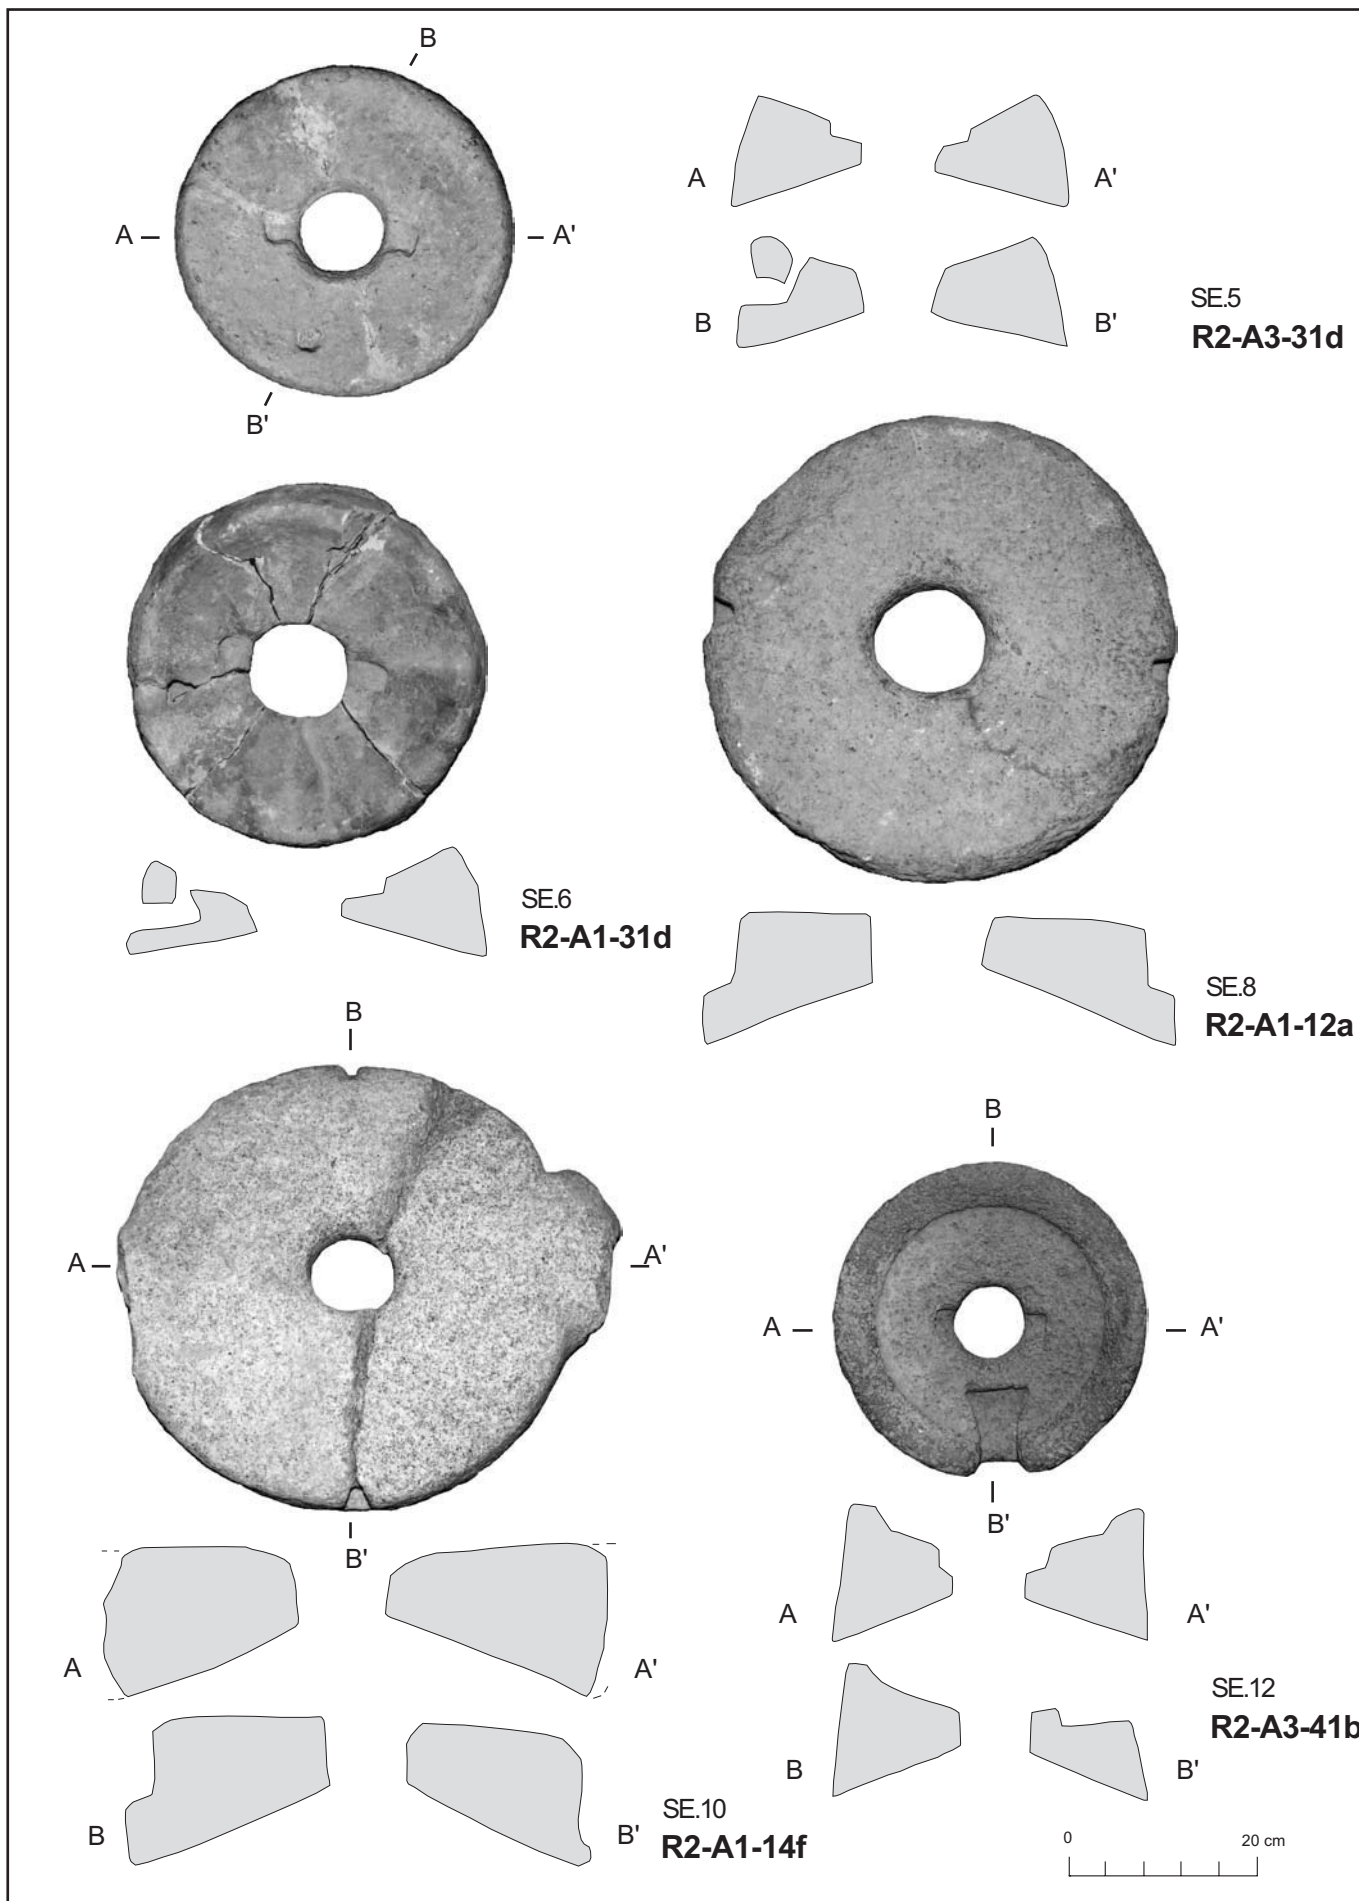 B
A
A'
B'
A
A'
B
B'
SE.5
R2-A3-31d
SE.6
R2-A1-31d
SE.8
R2-A1-12a
B
A
A'
B'
A
A'
B
B'
SE.10
R2-A1-14f
B
A
A'
B'
A
A'
B
B'
SE.12
R2-A3-41b
0 20 cm